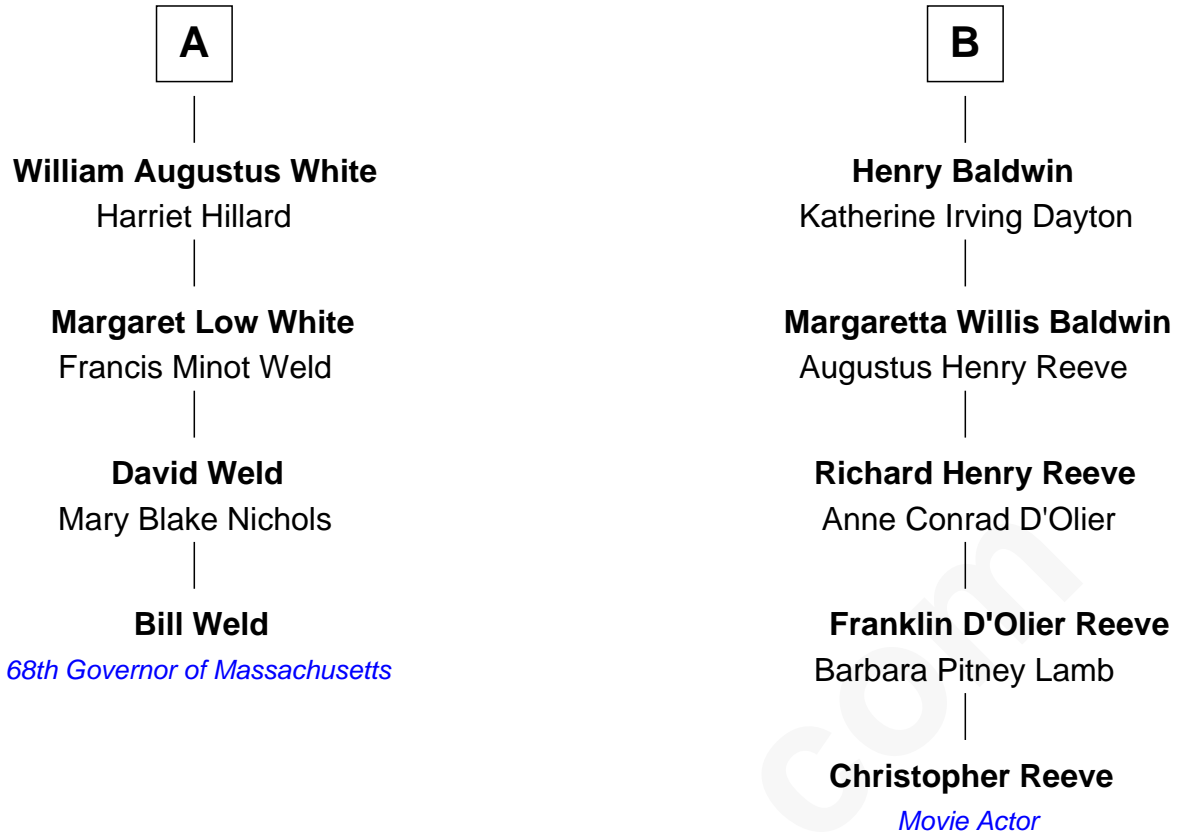 A
William Augustus White
Harriet Hillard
Margaret Low White
Francis Minot Weld
David Weld
Mary Blake Nichols
Bill Weld
68th Governor of Massachusetts
B
Henry Baldwin
Katherine Irving Dayton
Margaretta Willis Baldwin
Augustus Henry Reeve
Richard Henry Reeve
Anne Conrad D'Olier
Franklin D'Olier Reeve
Barbara Pitney Lamb
Christopher Reeve
Movie Actor
com